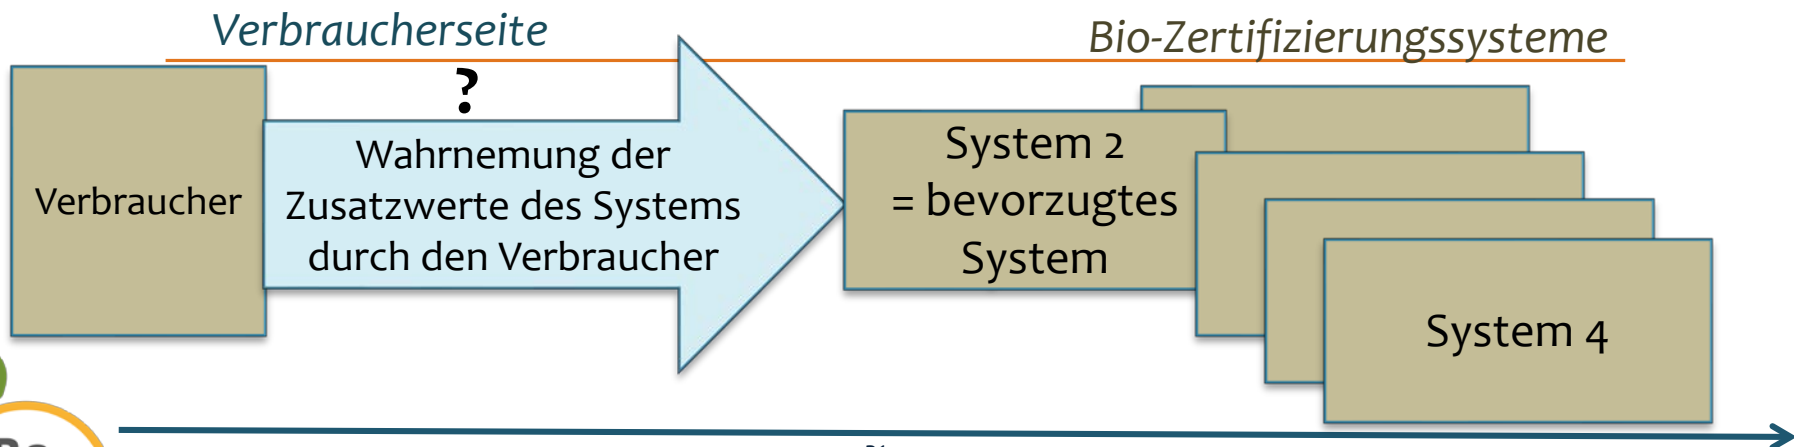 Verbraucherseite
Bio-Zertifizierungssysteme
?
Verbraucher
Wahrnemung der
Zusatzwerte des Systems
durch den Verbraucher
System 2
= bevorzugtes
System
System 4